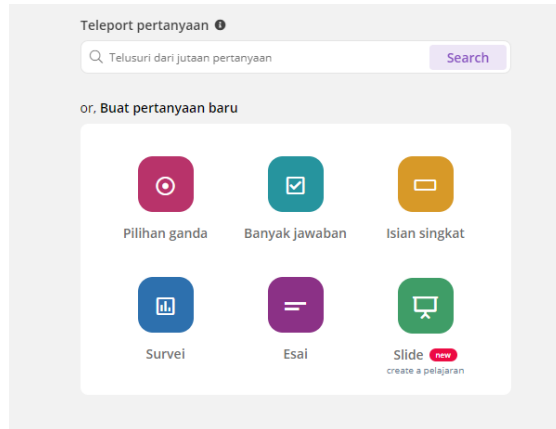 Teleport pertanyaan
Telusuri dari jutaan pertanyaan
Search
or, Buat pertanyaan baru
Pilihan ganda
Banyak jawaban
Isian singkat
Survei
Esai
Slide new
create a pelajaran